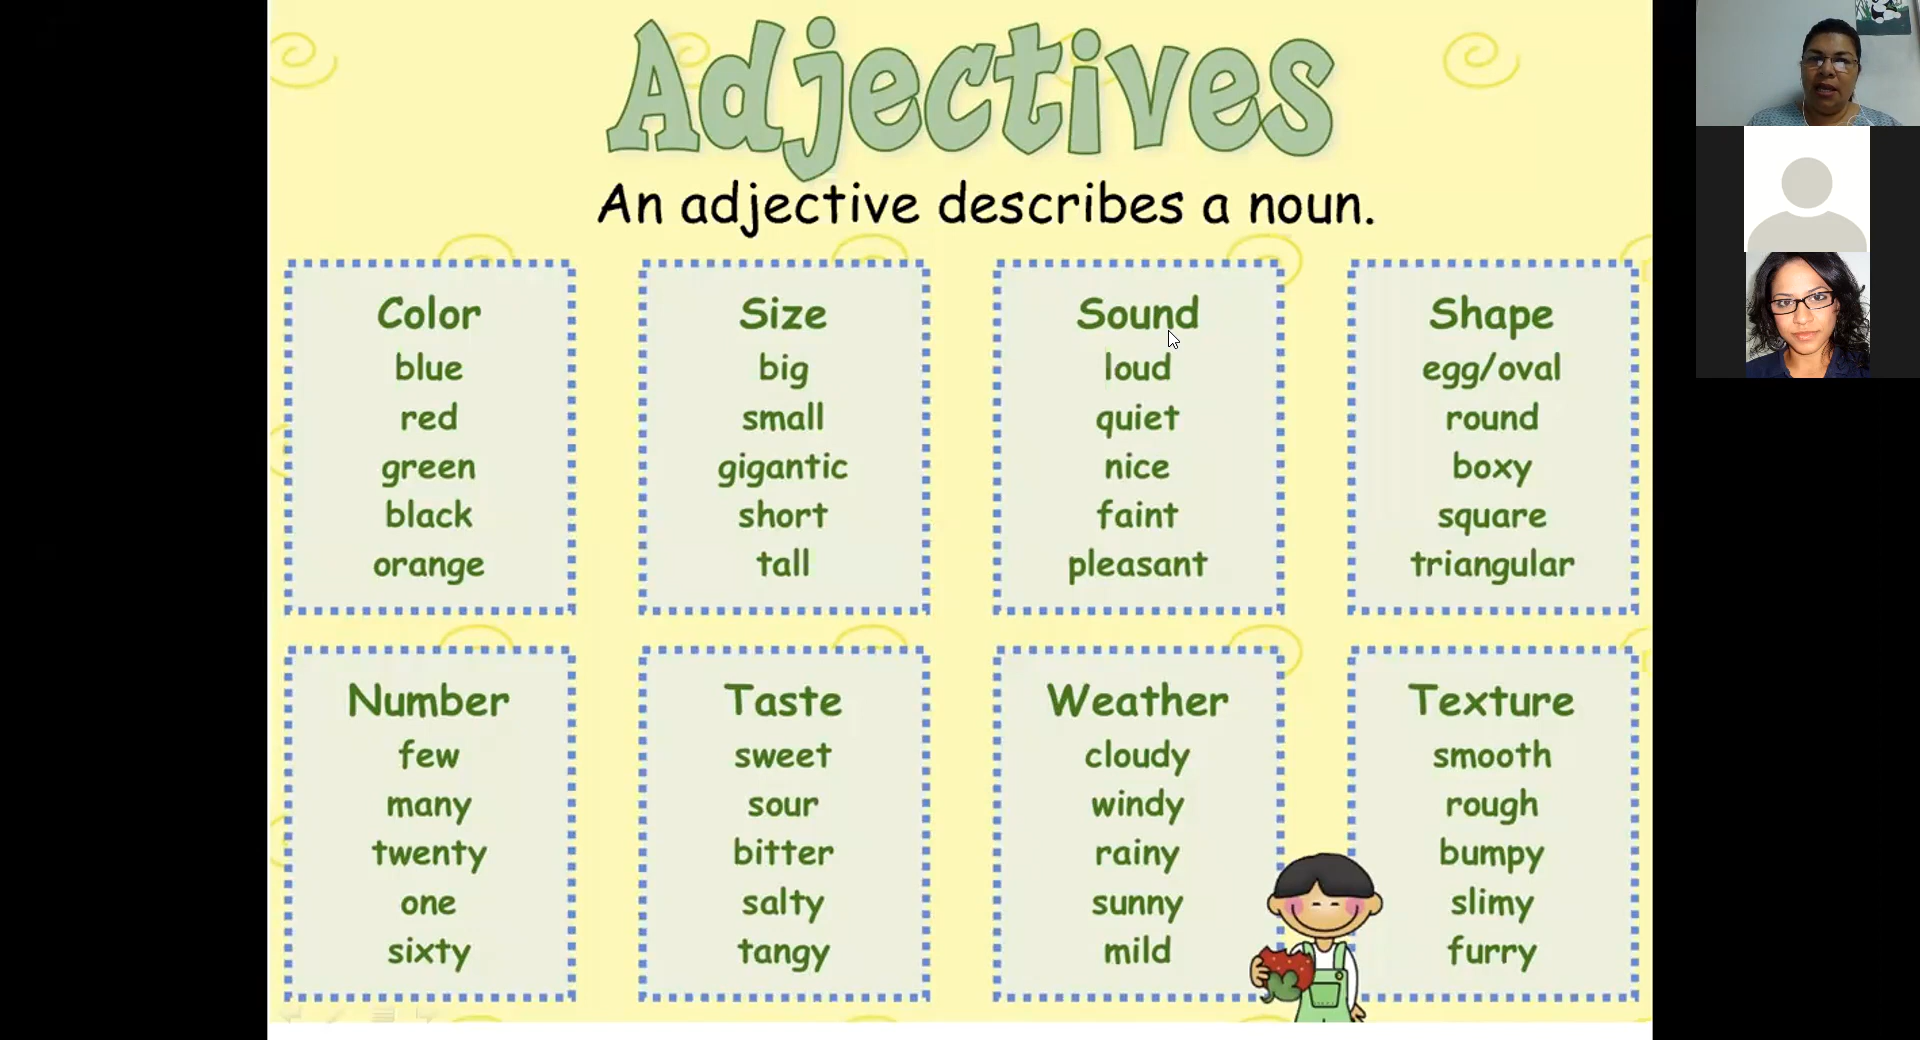 Adjectives
An adjective describes a noun.
Color
blue
red
green
black
orange
Size
big
small
gigantic
short
tall
Sound
loud
quiet
nice
faint
pleasant
Shape
egg/oval
round
boxy
square
triangular
Number
few
many
twenty
one
sixty
Taste
sweet
sour
bitter
salty
tangy
Weather
cloudy
windy
rainy
sunny
mild
Texture
smooth
rough
bumpy
slimy
furry